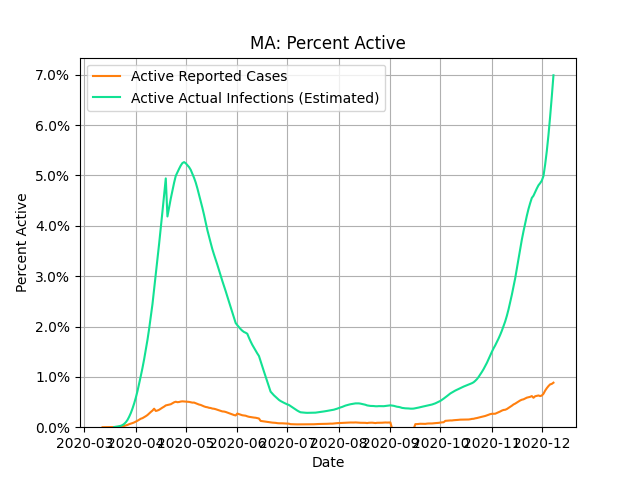 MA: Percent Active
Active Reported Cases
Active Actual Infections (Estimated)
Percent Active
7.0%
6.0%
5.0%
4.0%
3.0%
2.0%
1.0%
0.0%
2020-03 2020-04 2020-05 2020-06 2020-07 2020-08 2020-09 2020-10 2020-11 2020-12
Date